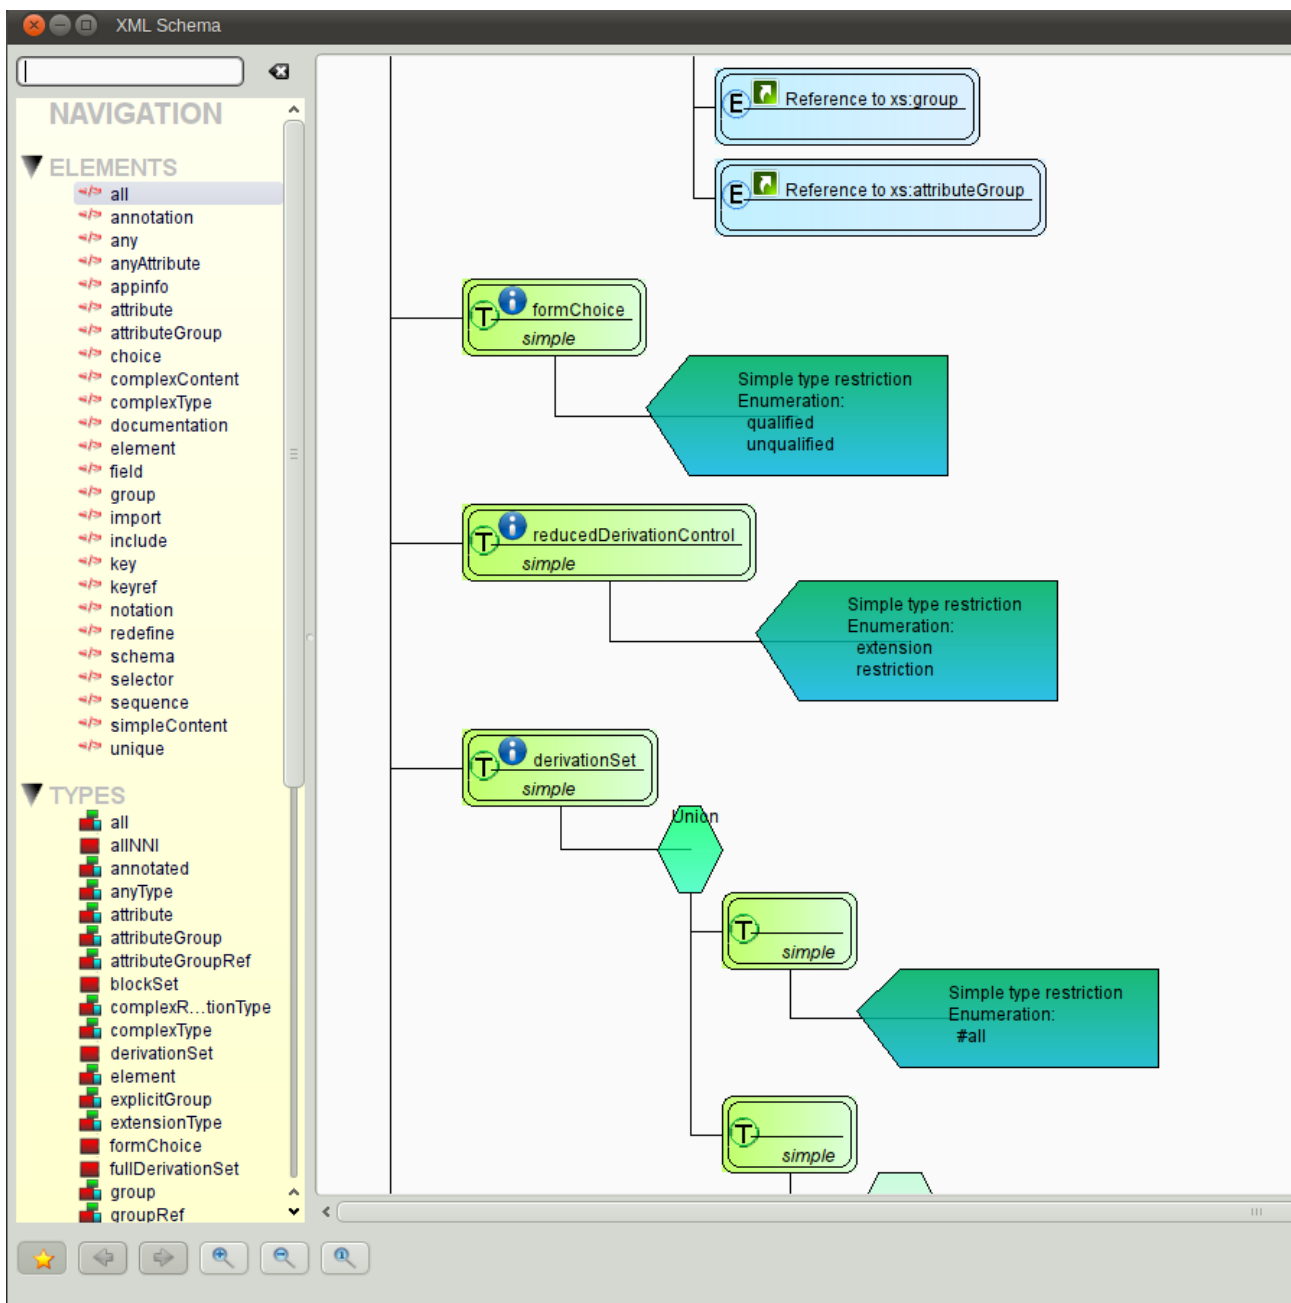 XML Schema
NAVIGATION
ELEMENTS
all
annotation
any
anyAttribute
appinfo
attribute
attributeGroup
choice
complexContent
complexType
documentation
element
field
group
import
include
key
keyref
notation
redefine
schema
selector
sequence
simpleContent
unique
TYPES
all
allNNI
annotated
anyType
attribute
attributeGroup
attributeGroupRef
blockSet
complexR...tionType
complexType
derivationSet
element
explicitGroup
extensionType
formChoice
fullDerivationSet
group
groupRef
E Reference to xs:group
E Reference to xs:attributeGroup
T i formChoice
simple
Simple type restriction
Enumeration:
qualified
unqualified
T i reducedDerivationControl
simple
Simple type restriction
Enumeration:
extension
restriction
T i derivationSet
simple
Union
T
simple
Simple type restriction
Enumeration:
#all
T
simple